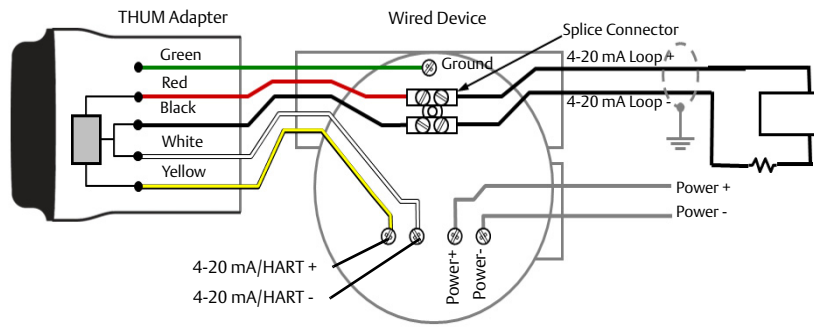 THUM Adapter
Wired Device
Splice Connector
Green
Ground
4-20 mA Loop +
Red
Black
4-20 mA Loop -
White
Yellow
Power +
Power -
4-20 mA/HART +
4-20 mA/HART -
Power+
Power-